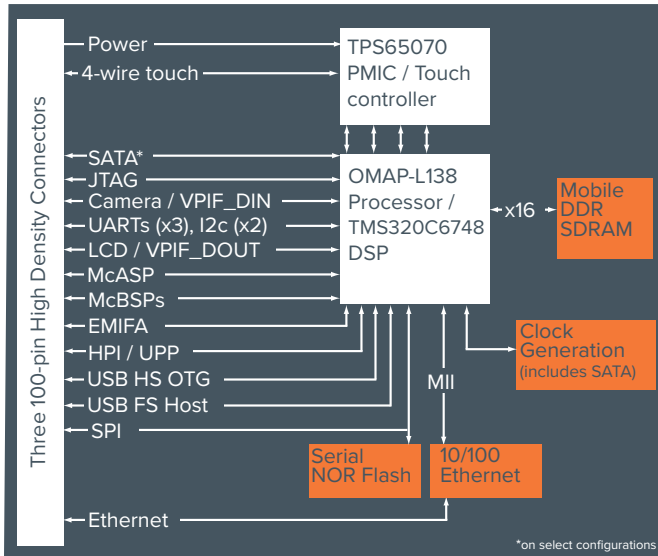 Three 100-pin High Density Connectors
Power
4-wire touch
TPS65070
PMIC / Touch
controller
SATA*
JTAG
Camera / VPIF_DIN
UARTs (x3), I2c (x2)
LCD / VPIF_DOUT
McASP
McBSPs
EMIFA
HPI / UPP
USB HS OTG
USB FS Host
SPI
Ethernet
OMAP-L138
Processor /
TMS320C6748
DSP
x16
Mobile
DDR
SDRAM
Clock
Generation
(includes SATA)
MII
Serial
NOR Flash
10/100
Ethernet
*on select configurations